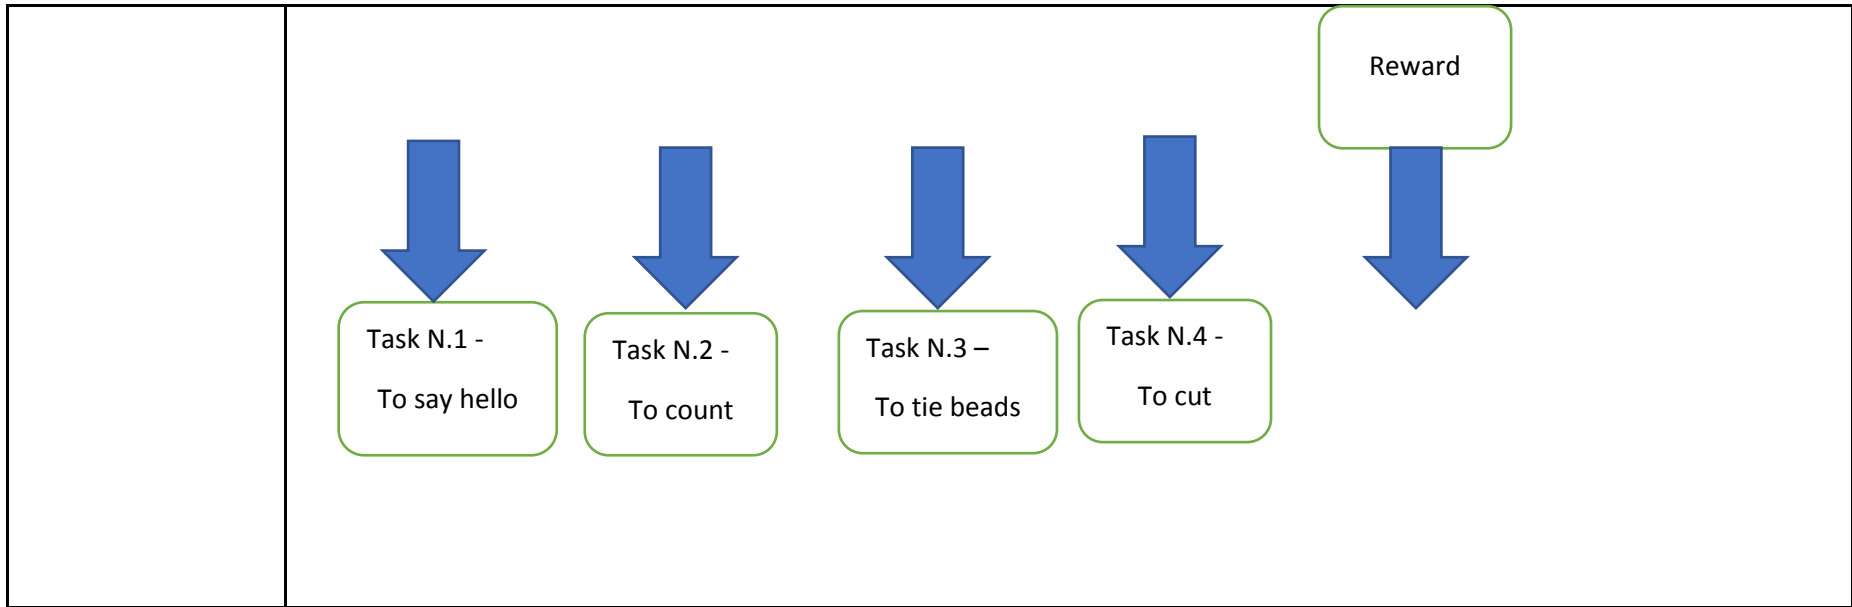 Reward
Task N.1 -
To say hello
Task N.2 -
To count
Task N.3 –
To tie beads
Task N.4 -
To cut